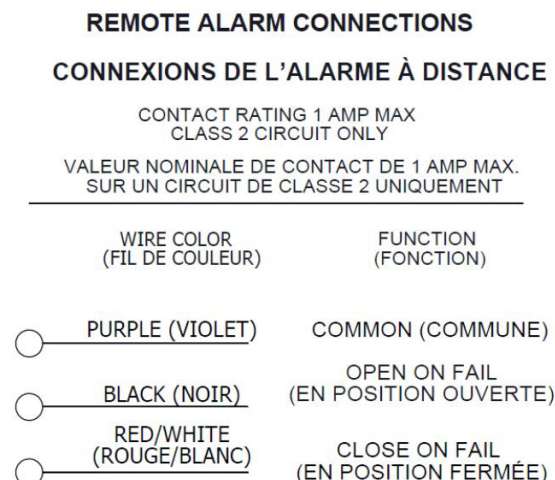 REMOTE ALARM CONNECTIONS
CONNEXIONS DE L'ALARME À DISTANCE
CONTACT RATING 1 AMP MAX
CLASS 2 CIRCUIT ONLY
VALEUR NOMINALE DE CONTACT DE 1 AMP MAX.
SUR UN CIRCUIT DE CLASSE 2 UNIQUEMENT
WIRE COLOR
(FIL DE COULEUR)
FUNCTION
(FONCTION)
PURPLE (VIOLET)
COMMON (COMMUNE)
BLACK (NOIR)
OPEN ON FAIL
(EN POSITION OUVERTE)
RED/WHITE
(ROUGE/BLANC)
CLOSE ON FAIL
(EN POSITION FERMÉE)